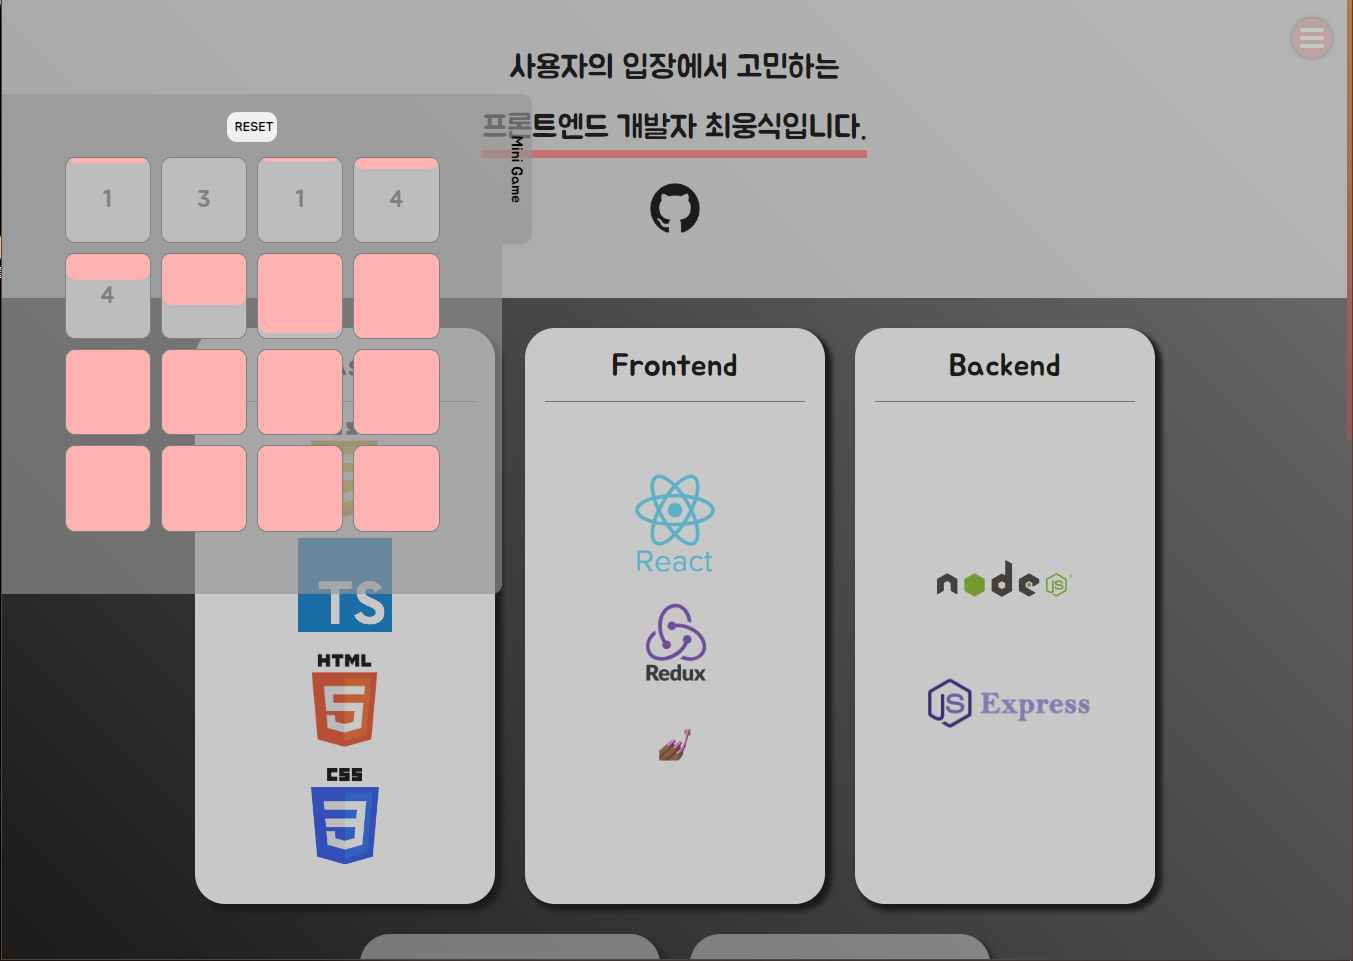 사용자의 입장에서 고민하는
프론트엔드 개발자 최웅식입니다.
RESET
Mini Game
1 3 1 4
4
Frontend
Backend
React
TS
node JS
HTML
5
Redux
JS Express
CSS
3